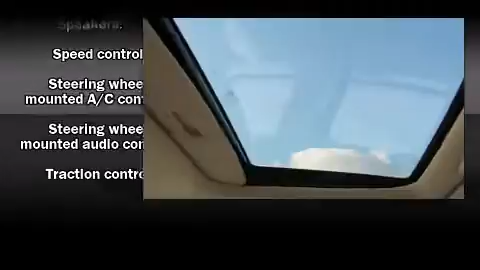 Speakers:
Speed control
Steering whee
mounted A/C con
Steering whee
mounted audio con
Traction contro